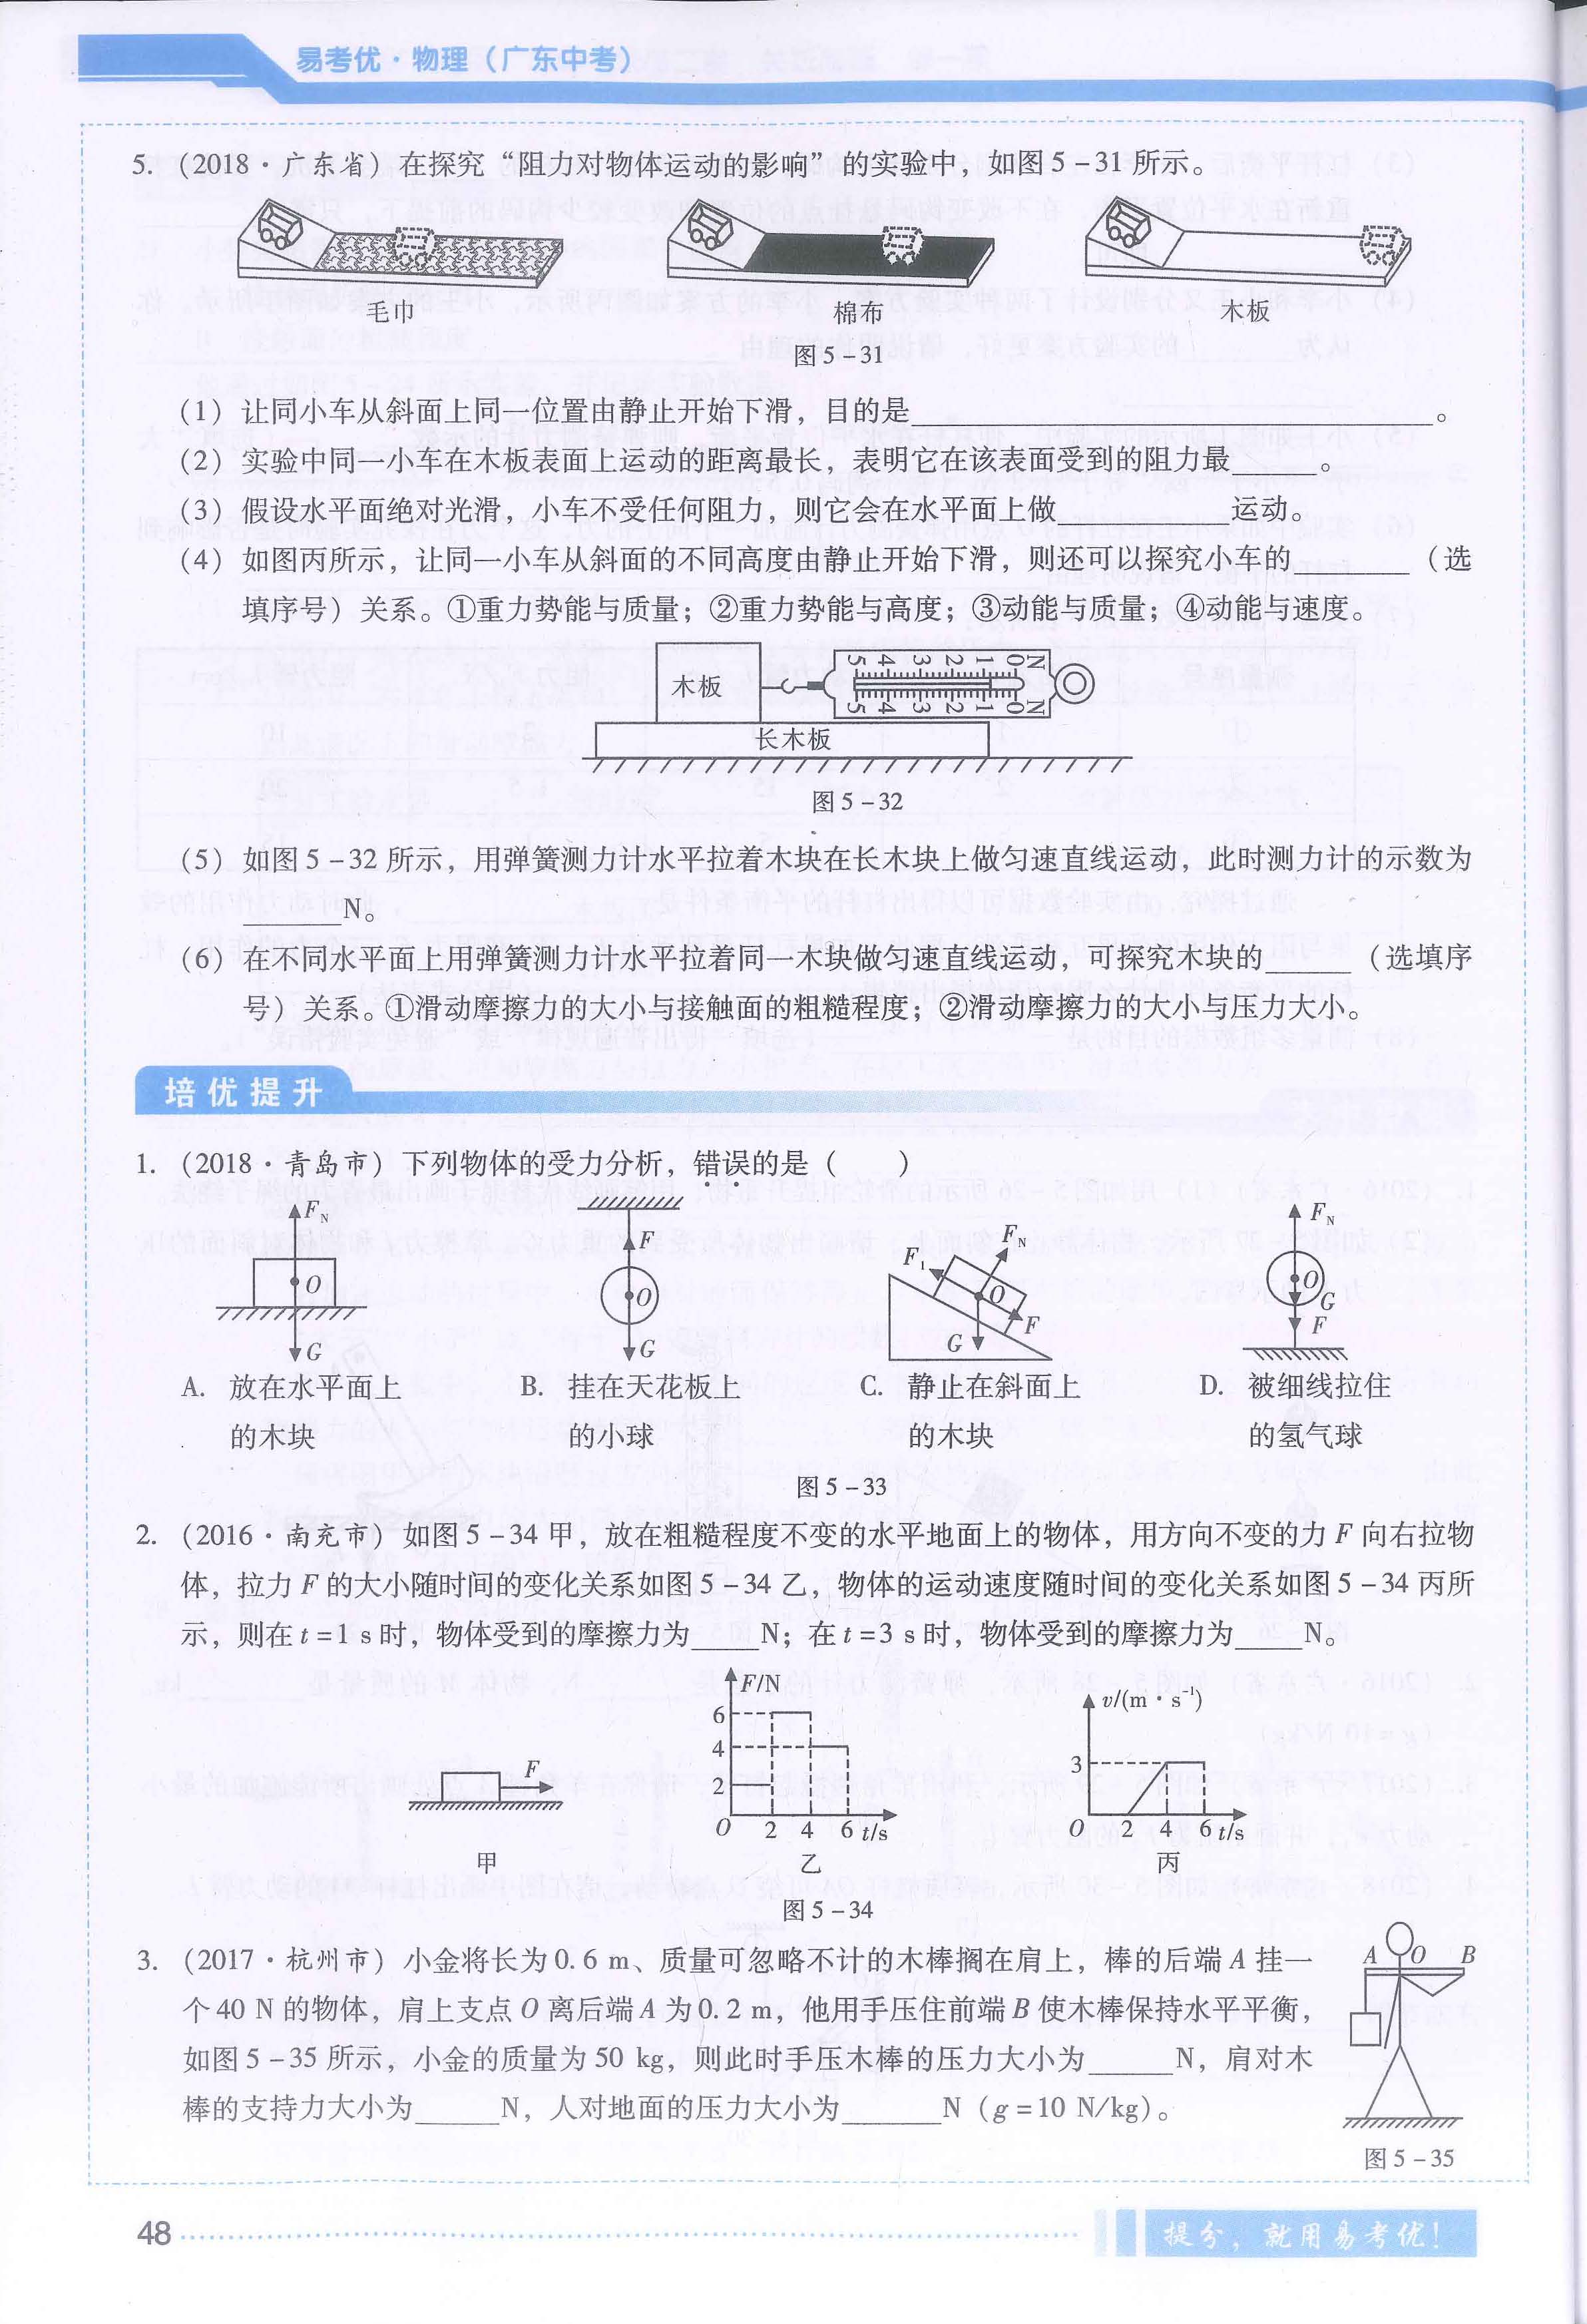 易考优·物理（广东中考）
5. （2018·广东省）在探究“阻力对物体运动的影响”的实验中，如图5-31所示。
毛巾 棉布 木板
图5-31
（1）让同小车从斜面上同一位置由静止开始下滑，目的是______。
（2）实验中同一小车在木板表面上运动的距离最长，表明它在该表面受到的阻力最______。
（3）假设水平面绝对光滑，小车不受任何阻力，则它会在水平面上做______运动。
（4）如图丙所示，让同一小车从斜面的不同高度由静止开始下滑，则还可以探究小车的______（选
填序号）关系。①重力势能与质量；②重力势能与高度；③动能与质量；④动能与速度。
木板
5 4 3 2 1 0 N
5 4 3 2 1 0 N
长木板
图5-32
（5）如图5-32所示，用弹簧测力计水平拉着木块在长木块上做匀速直线运动，此时测力计的示数为
______N。
（6）在不同水平面上用弹簧测力计水平拉着同一木块做匀速直线运动，可探究木块的______（选填序
号）关系。①滑动摩擦力的大小与接触面的粗糙程度；②滑动摩擦力的大小与压力大小。
培优提升
1. （2018·青岛市）下列物体的受力分析，错误的是（　　）
F_N O G
F O G
F_1 F_N O G F
F_N O G F
A. 放在水平面上 B. 挂在天花板上 C. 静止在斜面上 D. 被细线拉住
的木块 的小球 的木块 的氢气球
图5-33
2. （2016·南充市）如图5-34甲，放在粗糙程度不变的水平地面上的物体，用方向不变的力F向右拉物
体，拉力F的大小随时间的变化关系如图5-34乙，物体的运动速度随时间的变化关系如图5-34丙所
示，则在t=1 s时，物体受到的摩擦力为____N；在t=3 s时，物体受到的摩擦力为____N。
F
甲
F/N
6
4
2
O 2 4 6 t/s
乙
v/(m·s⁻¹)
3
O 2 4 6 t/s
丙
图5-34
3. （2017·杭州市）小金将长为0.6 m、质量可忽略不计的木棒搁在肩上，棒的后端A挂一
个40 N的物体，肩上支点O离后端A为0.2 m，他用手压住前端B使木棒保持水平平衡，
如图5-35所示，小金的质量为50 kg，则此时手压木棒的压力大小为______N，肩对木
棒的支持力大小为______N，人对地面的压力大小为______N（g=10 N/kg）。
A O B
图5-35
48
提分，就用易考优！